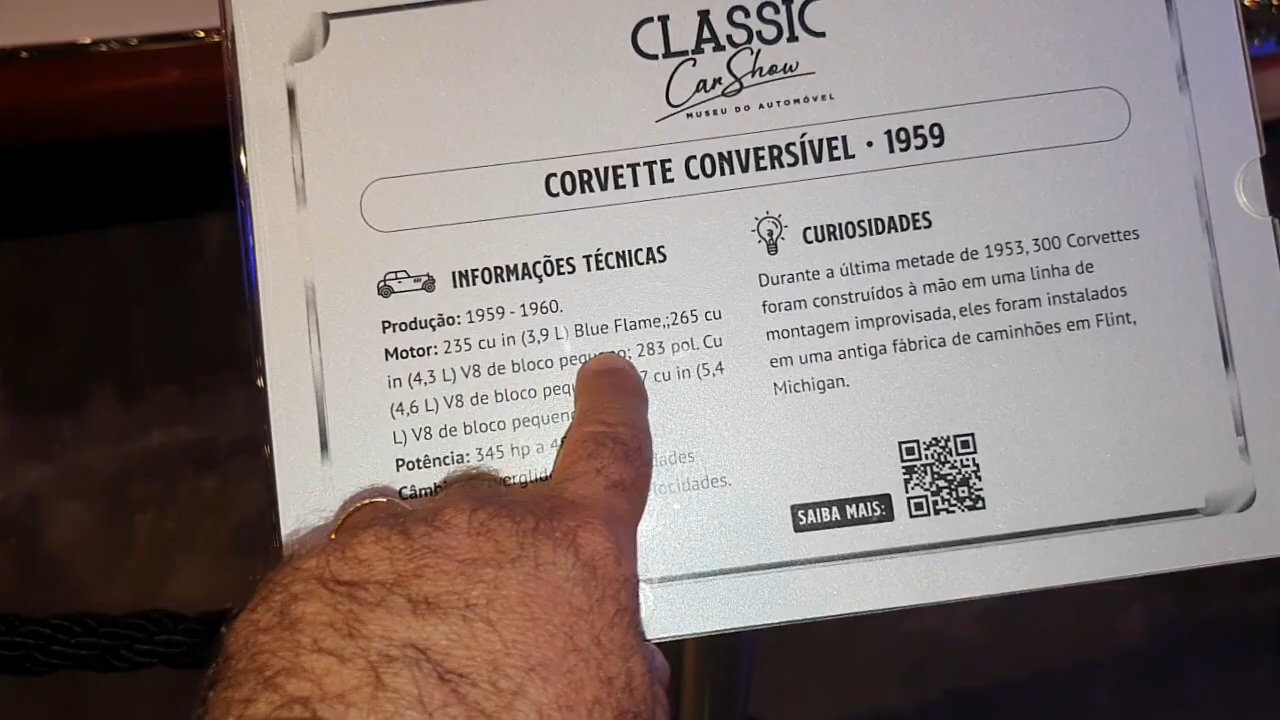 CLASSIC
Car Show
MUSEU DO AUTOMÓVEL
CORVETTE CONVERSÍVEL · 1959
INFORMAÇÕES TÉCNICAS
Produção: 1959 - 1960.
Motor: 235 cu in (3,9 L) Blue Flame,;265 cu
in (4,3 L) V8 de bloco pequeno; 283 pol. Cu
(4,6 L) V8 de bloco cu in (5,4
L) V8 de bloco
Potência: 345 hp a
CURIOSIDADES
Durante a última metade de 1953, 300 Corvettes
foram construídos à mão em uma linha de
montagem improvisada, eles foram instalados
em uma antiga fábrica de caminhões em Flint,
Michigan.
SAIBA MAIS: